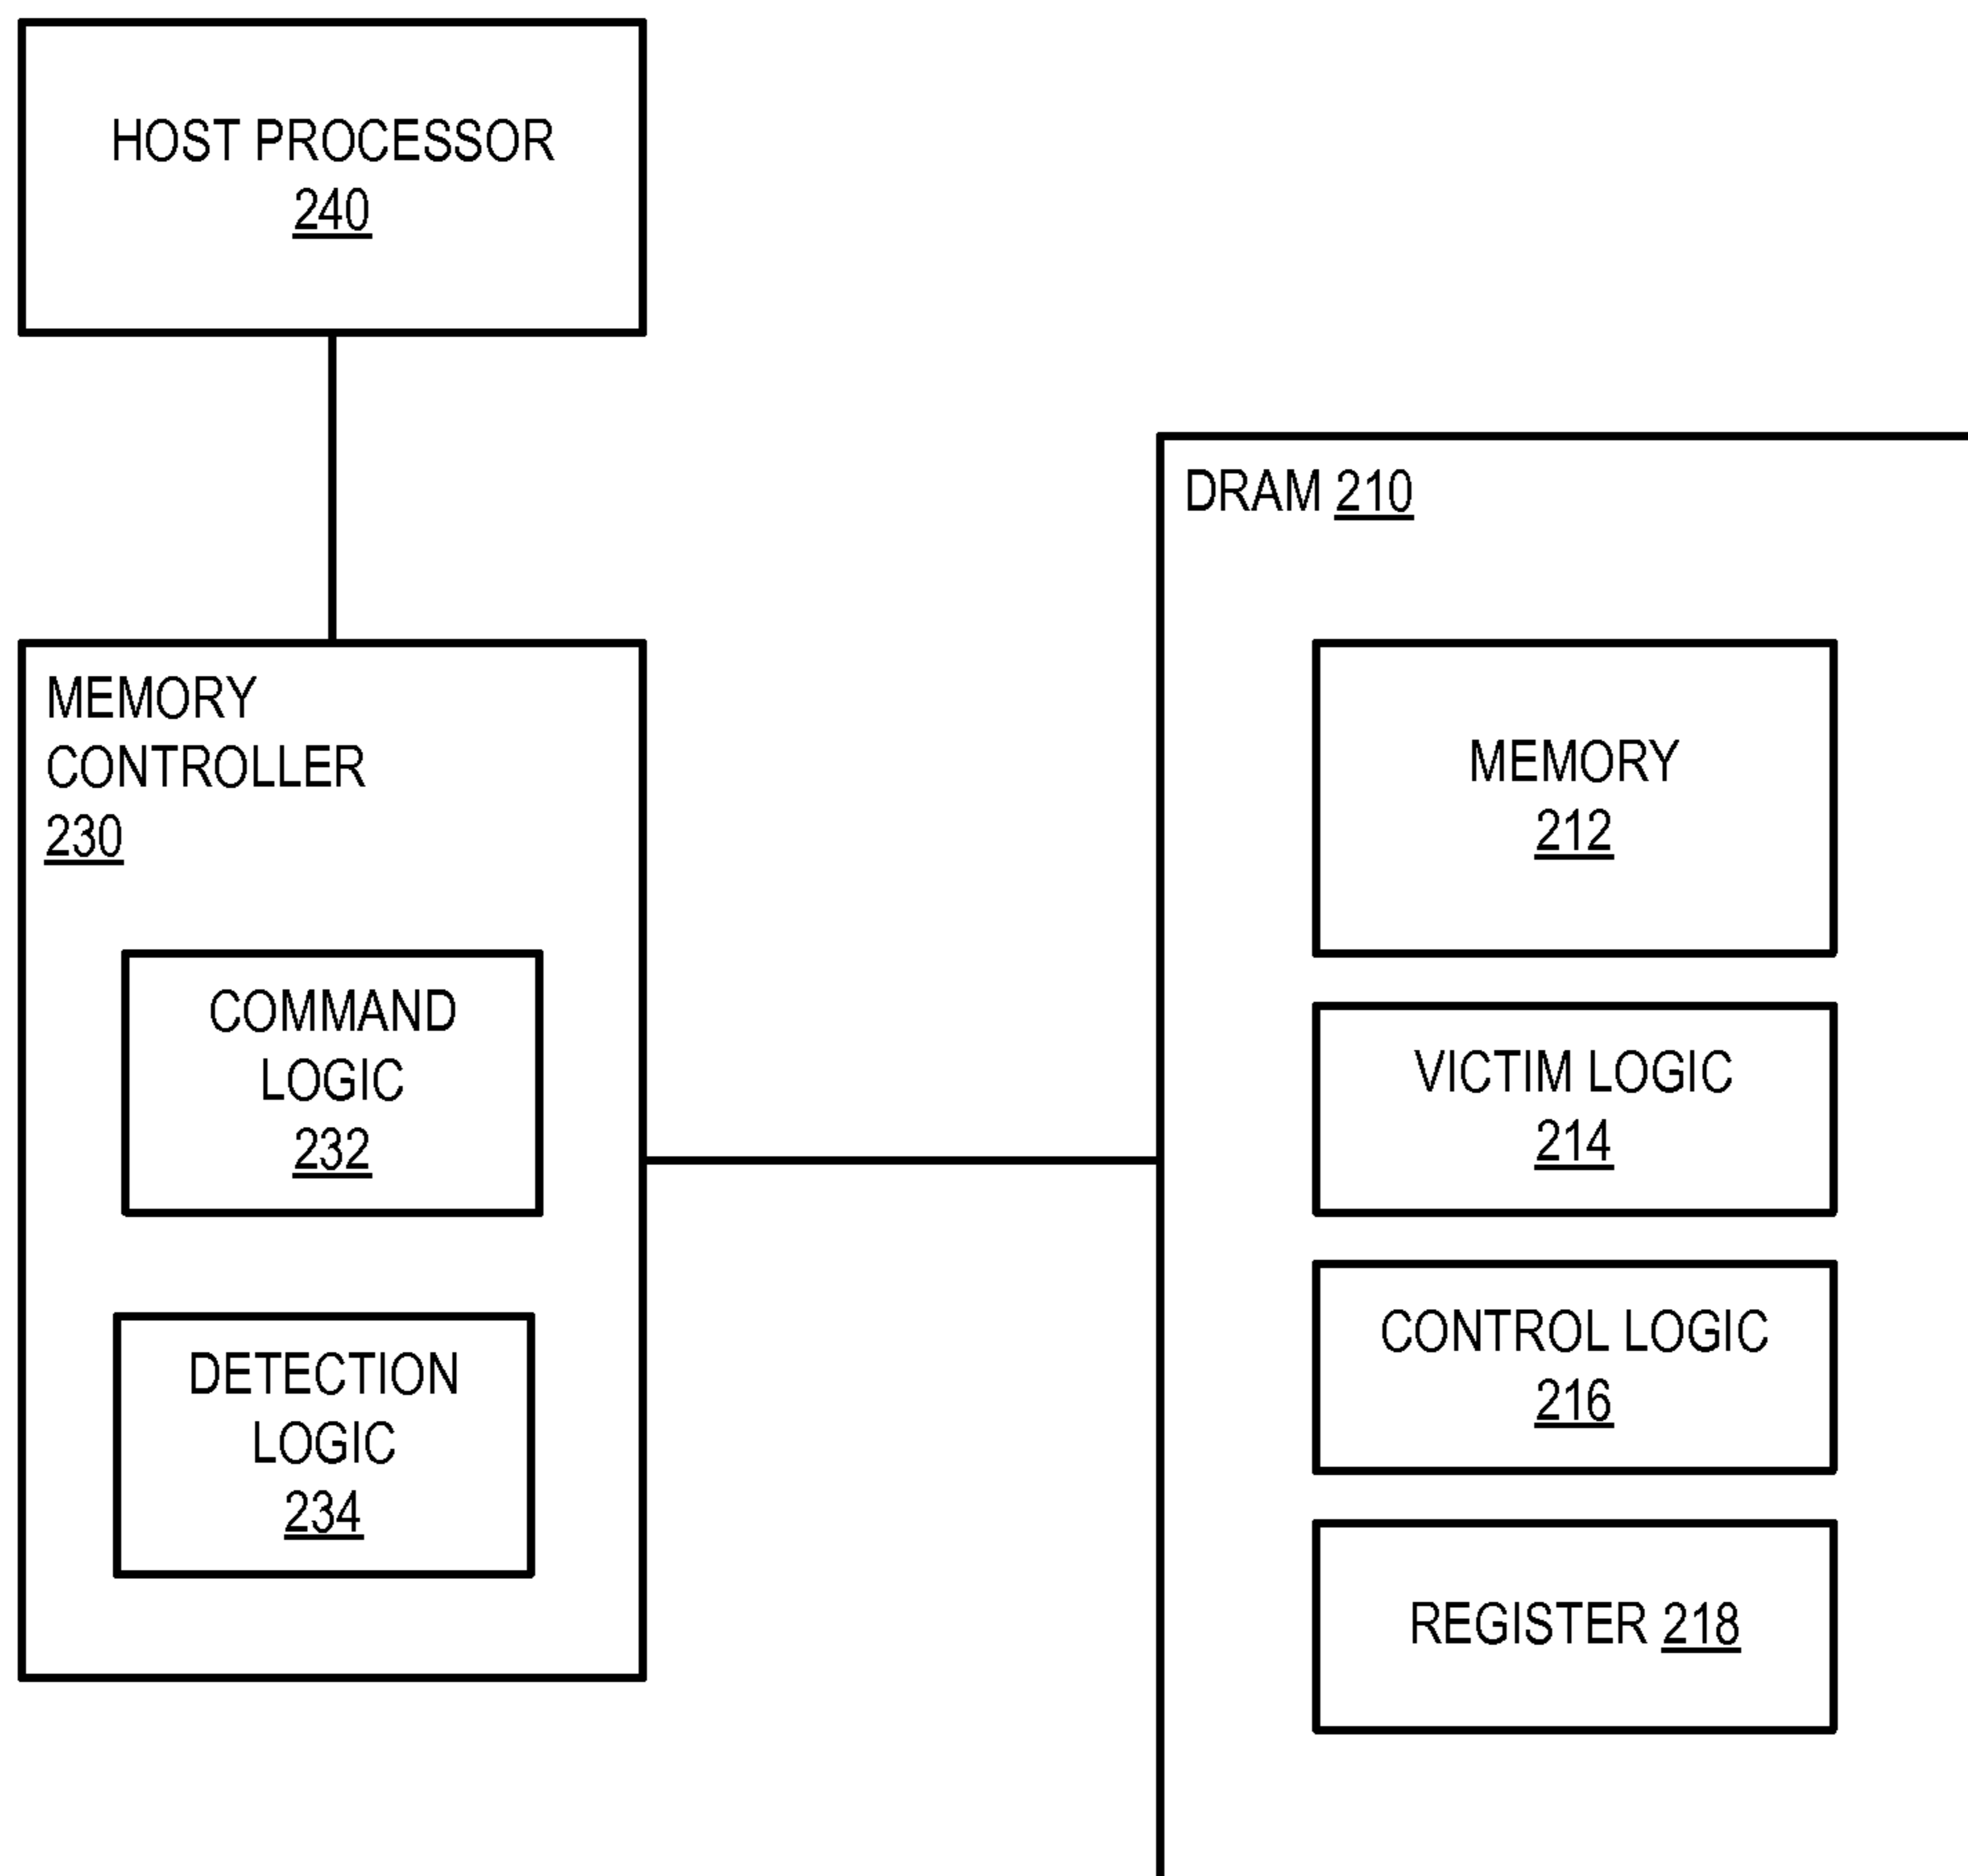 HOST PROCESSOR
240
MEMORY
CONTROLLER
230
COMMAND
LOGIC
232
DETECTION
LOGIC
234
DRAM 210
MEMORY
212
VICTIM LOGIC
214
CONTROL LOGIC
216
REGISTER 218